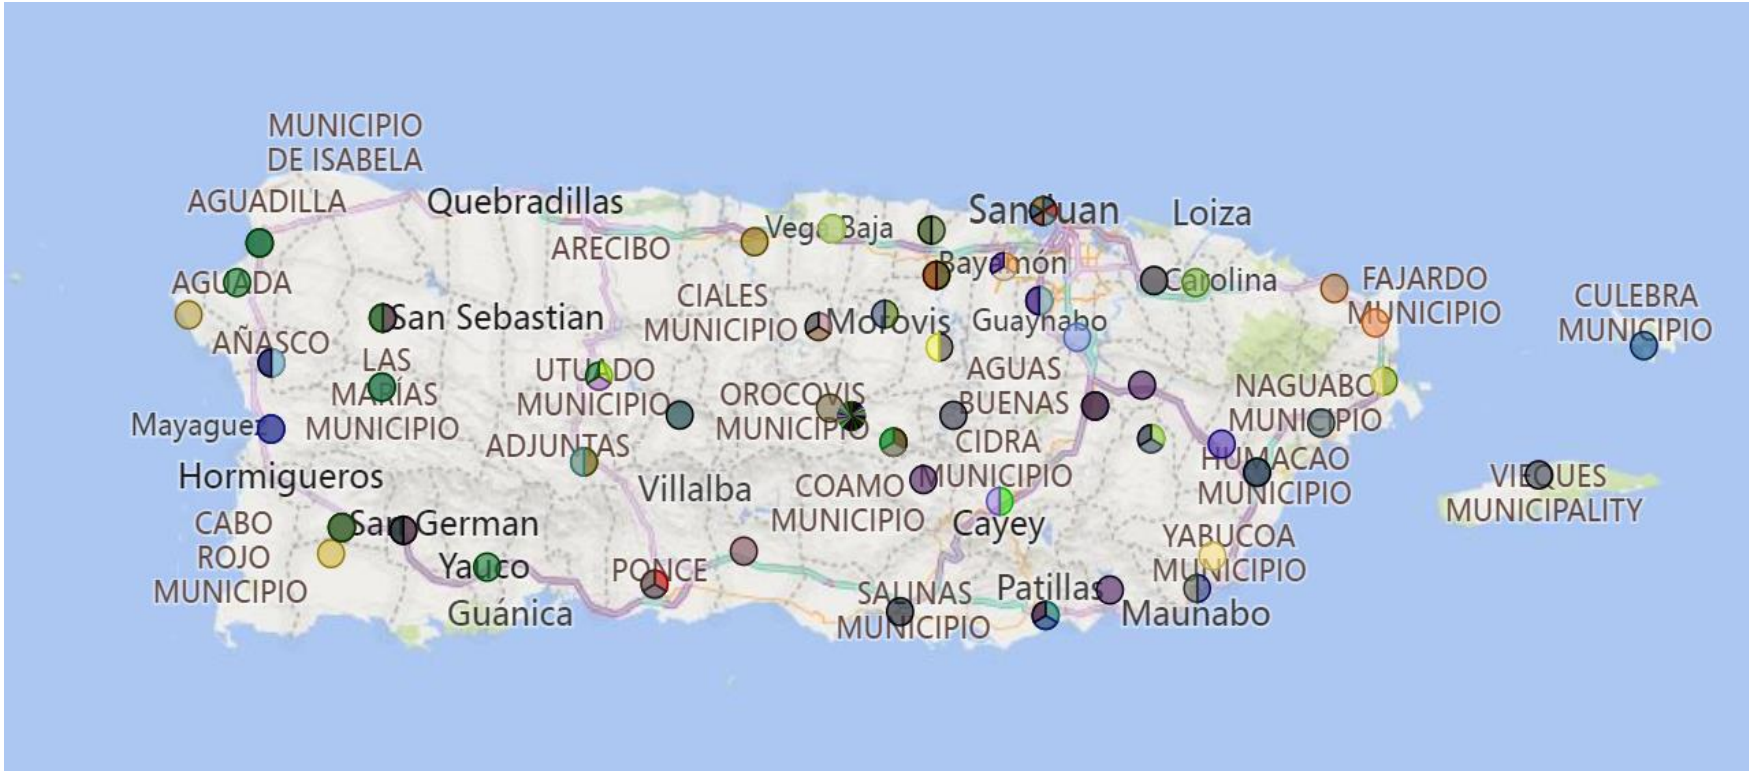 MUNICIPIO
DE ISABELA
AGUADILLA
Quebradillas
San Juan
Loiza
ARECIBO
Vega Baja
Bayamón
Carolina
AGUADA
FAJARDO
MUNICIPIO
CULEBRA
MUNICIPIO
CIALES
MUNICIPIO
San Sebastian
Morovis
Guaynabo
AÑASCO
LAS
MARÍAS
MUNICIPIO
UTUADO
MUNICIPIO
OROCOVIS
MUNICIPIO
AGUAS
BUENAS
NAGUABO
MUNICIPIO
Mayaguez
ADJUNTAS
CIDRA
MUNICIPIO
HUMACAO
MUNICIPIO
Hormigueros
Villalba
COAMO
MUNICIPIO
VIEQUES
MUNICIPALITY
CABO
ROJO
MUNICIPIO
San German
Cayey
YABUCOA
MUNICIPIO
Yauco
PONCE
SALINAS
MUNICIPIO
Patillas
Guánica
Maunabo